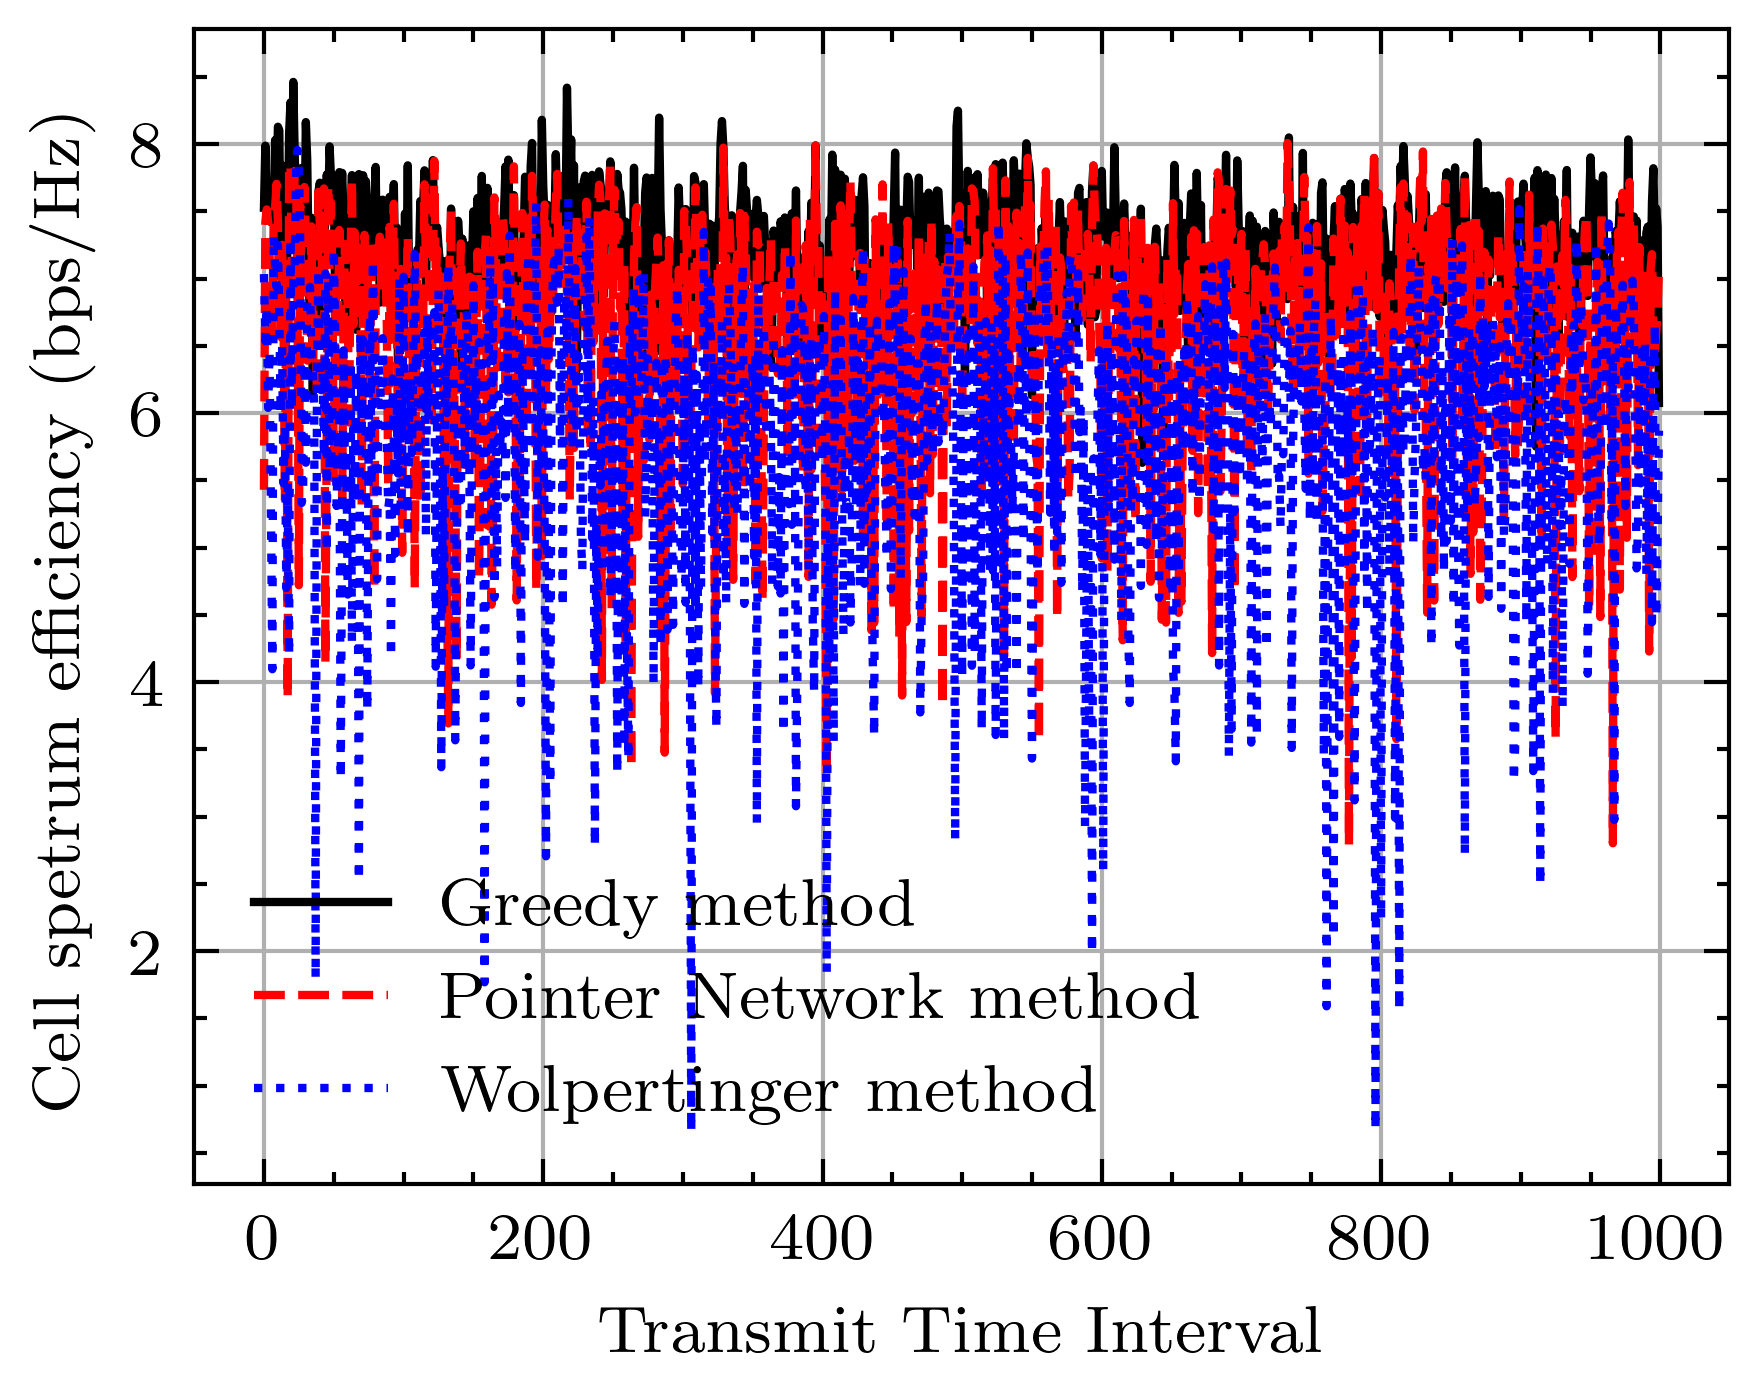 Cell spetrum efficiency (bps/Hz)
8
6
4
2
Greedy method
Pointer Network method
Wolpertinger method
0 200 400 600 800 1000
Transmit Time Interval